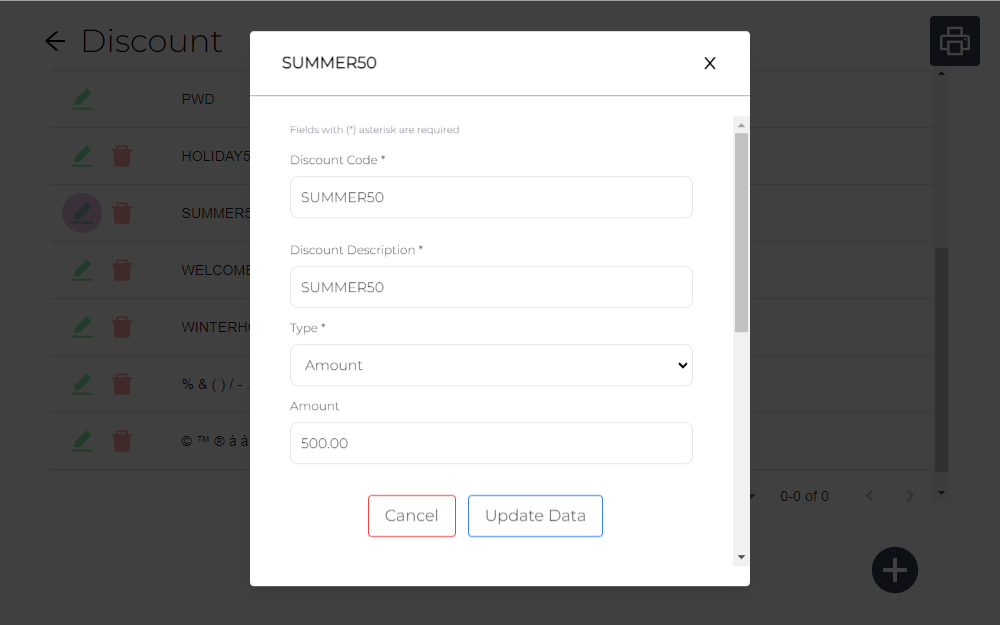 Discount
SUMMER50
X
PWD
HOLIDAY5
SUMMER5
WELCOME
% & ( ) / - .
© ™ ® à á
Fields with (*) asterisk are required
Discount Code *
SUMMER50
Discount Description *
SUMMER50
Type *
Amount
Amount
500.00
Cancel
Update Data
0-0 of 0